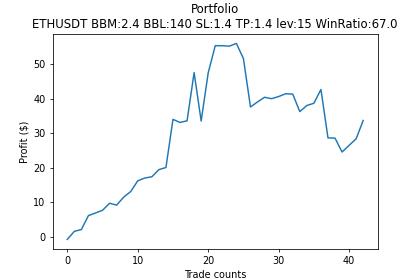 Portfolio
ETHUSDT BBM:2.4 BBL:140 SL:1.4 TP:1.4 lev:15 WinRatio:67.0
50
40
30
20
10
0
Profit ($)
0 10 20 30 40
Trade counts